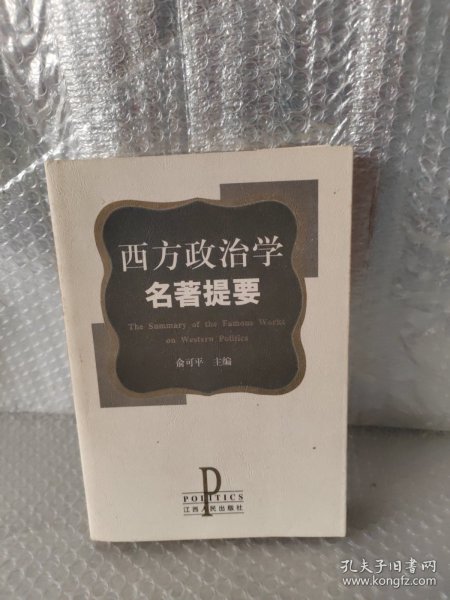 西方政治学
名著提要
The Summary of the Famous Works
on Western Politics
俞可平 主编
P
POLITICS
江西人民出版社
孔夫子旧书网
www.kongfz.com